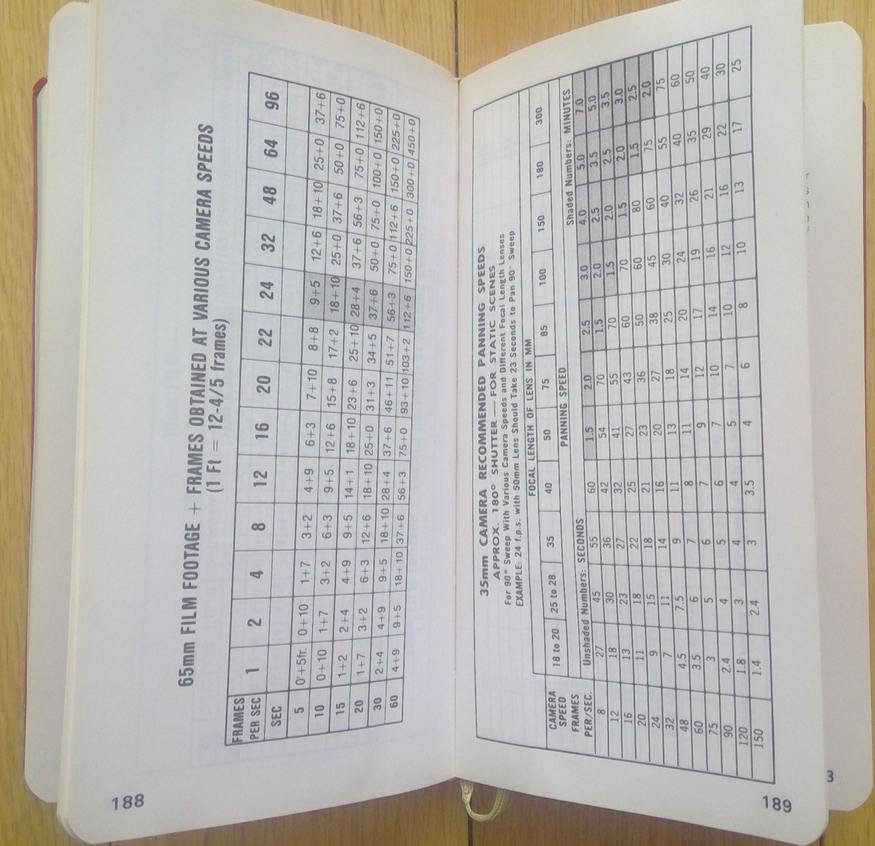 65mm FILM FOOTAGE + FRAMES OBTAINED AT VARIOUS CAMERA SPEEDS
(1 Ft = 12-4/5 frames)
FRAMES
PER SEC 1 2 4 8 12 16 20 22 24 32 48 64 96
SEC
5 0'+5fr. 0+10 1+7 3+2 4+9 6+3 7+10 8+8 9+5 12+6 18+10 25+0 37+6
10 0+10 1+7 3+2 6+3 9+5 12+6 15+8 17+2 18+10 25+0 37+6 50+0 75+0
15 1+2 2+4 4+9 9+5 14+1 18+10 23+6 25+10 28+4 37+6 56+3 75+0 112+6
20 1+7 3+2 6+3 12+6 18+10 25+0 31+3 34+5 37+6 50+0 75+0 100+0 150+0
30 2+4 4+9 9+5 18+10 28+4 37+6 46+11 51+7 56+3 75+0 112+6 150+0 225+0
60 4+9 9+5 18+10 37+6 56+3 75+0 93+10 103+2 112+6 150+0 225+0 300+0 450+0
188
35mm CAMERA RECOMMENDED PANNING SPEEDS
APPROX. 180° SHUTTER — FOR STATIC SCENES
For 90° Sweep With Various Camera Speeds and Different Focal Length Lenses
EXAMPLE: 24 f.p.s. with 50mm Lens Should Take 23 Seconds to Pan 90° Sweep
FOCAL LENGTH OF LENS IN MM
CAMERA
SPEED 18 to 20 25 to 28 35 40 50 75 85 100 150 180 300
PANNING SPEED
FRAMES
PER/SEC. Unshaded Numbers: SECONDS Shaded Numbers: MINUTES
8 27 45 55 60 1.5 2.0 2.5 3.0 4.0 5.0 7.0
12 18 30 36 42 54 70 1.5 2.0 2.5 3.5 5.0
16 13 23 27 32 41 55 70 1.5 2.0 2.5 3.5
20 11 18 22 25 27 43 60 70 1.5 2.0 3.0
24 9 15 18 21 23 36 50 60 80 1.5 2.5
32 7 11 14 16 20 27 38 45 60 75 2.0
48 4.5 7.5 9 11 13 18 25 30 40 55 75
60 3.5 6 7 8 11 14 20 24 32 40 60
75 3 5 6 7 9 12 17 19 26 35 50
90 2.4 4 5 6 7 10 14 16 21 29 40
120 1.8 3 4 4 5 7 10 12 16 22 30
150 1.4 2.4 3 3.5 4 6 8 10 13 17 25
189
3